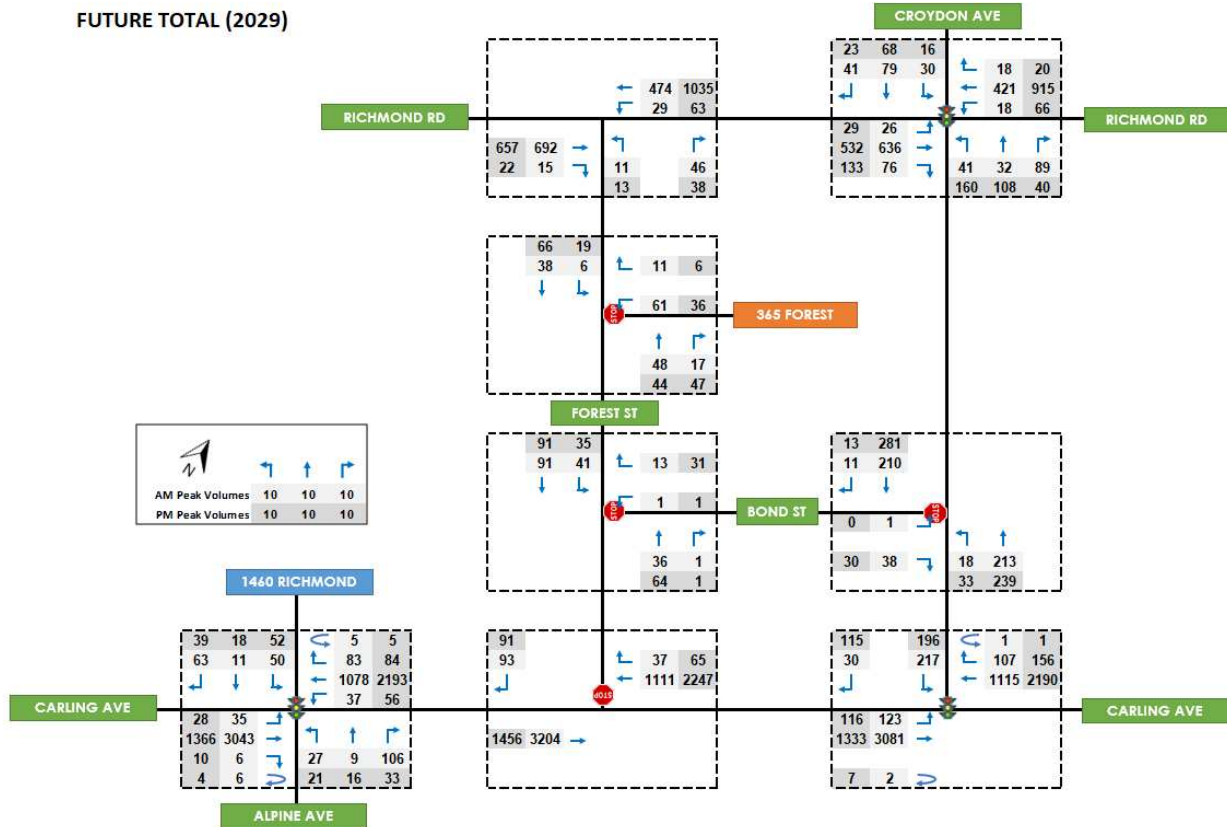 FUTURE TOTAL (2029)
CROYDON AVE
23 68 16
41 79 30
18 20
421 915
18 66
474 1035
29 63
RICHMOND RD
RICHMOND RD
657 692
22 15
11 46
13 38
29 26
532 636
133 76
41 32 89
160 108 40
66 19
38 6
11 6
61 36
STOP
365 FOREST
48 17
44 47
FOREST ST
N
AM Peak Volumes 10 10 10
PM Peak Volumes 10 10 10
91 35
91 41
13 31
1 1
STOP
BOND ST
36 1
64 1
13 281
11 210
STOP
0 1
30 38
18 213
33 239
1460 RICHMOND
39 18 52
63 11 50
5 5
83 84
1078 2193
37 56
CARLING AVE
28 35
1366 3043
10 6
4 6
27 9 106
21 16 33
ALPINE AVE
91
93
37 65
1111 2247
STOP
1456 3204
115 196
30 217
1 1
107 156
1115 2190
CARLING AVE
116 123
1333 3081
7 2